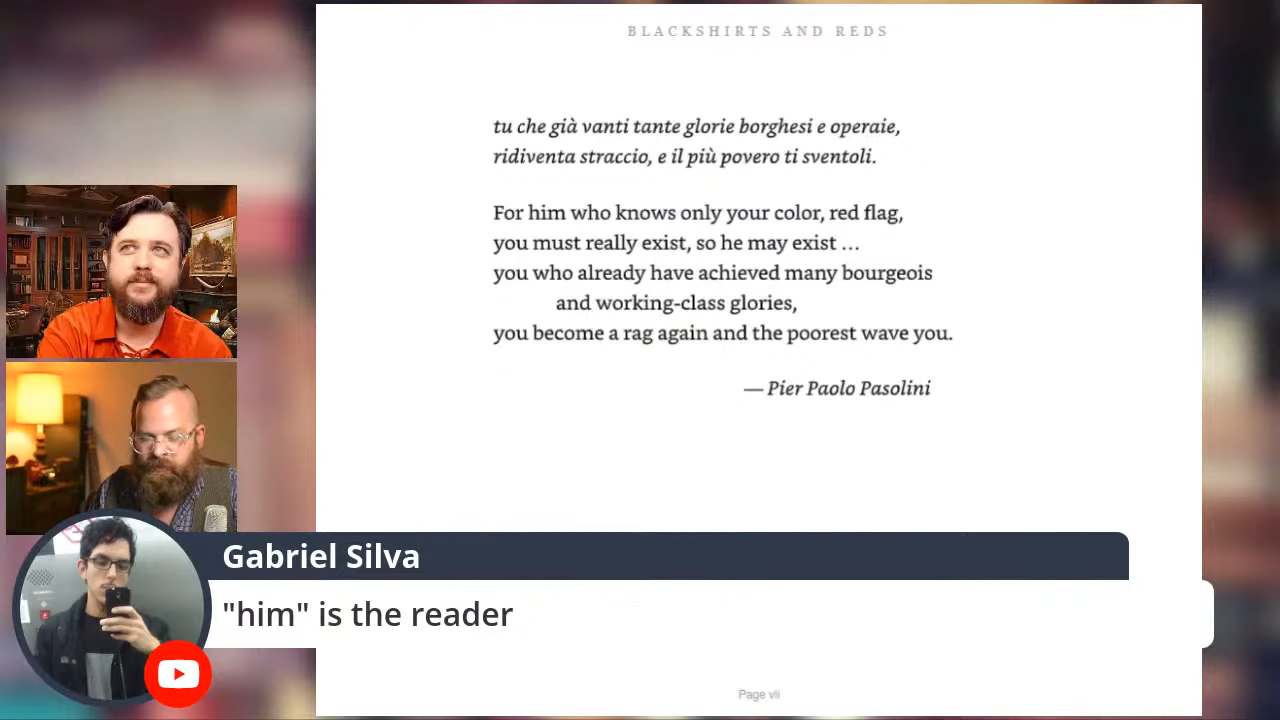 BLACKSHIRTS AND REDS
tu che già vanti tante glorie borghesi e operaie,
ridiventa straccio, e il più povero ti sventoli.
For him who knows only your color, red flag,
you must really exist, so he may exist …
you who already have achieved many bourgeois
and working-class glories,
you become a rag again and the poorest wave you.
— Pier Paolo Pasolini
Gabriel Silva
"him" is the reader
Page vii